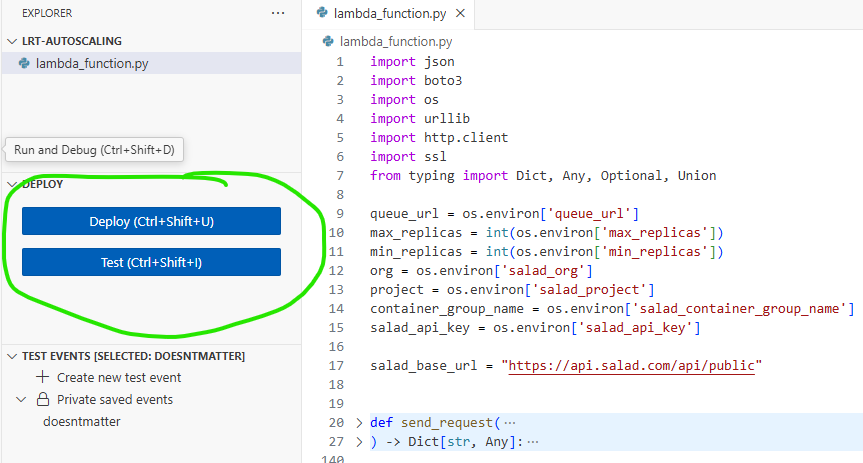 EXPLORER
LRT-AUTOSCALING
lambda_function.py
Run and Debug (Ctrl+Shift+D)
DEPLOY
Deploy (Ctrl+Shift+U)
Test (Ctrl+Shift+I)
TEST EVENTS [SELECTED: DOESNTMATTER]
Create new test event
Private saved events
doesntmatter
lambda_function.py
lambda_function.py
1 import json
2 import boto3
3 import os
4 import urllib
5 import http.client
6 import ssl
7 from typing import Dict, Any, Optional, Union
8
9 queue_url = os.environ['queue_url']
10 max_replicas = int(os.environ['max_replicas'])
11 min_replicas = int(os.environ['min_replicas'])
12 org = os.environ['salad_org']
13 project = os.environ['salad_project']
14 container_group_name = os.environ['salad_container_group_name']
15 salad_api_key = os.environ['salad_api_key']
16
17 salad_base_url = "https://api.salad.com/api/public"
18
19
20 def send_request(···
27 ) -> Dict[str, Any]:···
140